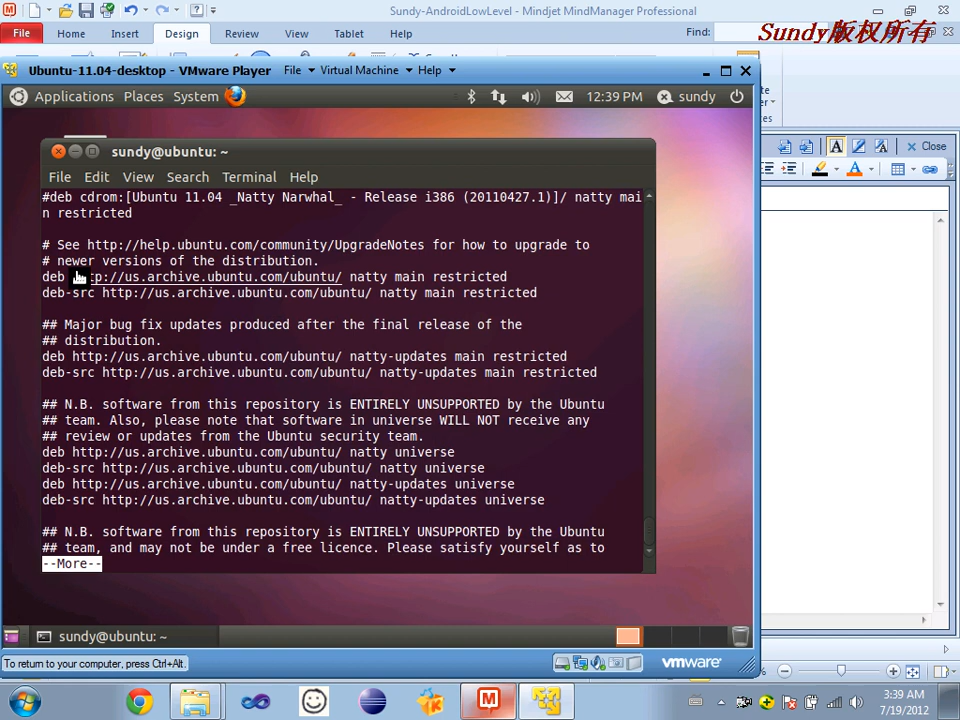 Sundy-AndroidLowLevel - Mindjet MindManager Professional
File Home Insert Design Review View Tablet Help Find:
Sundy版权所有
Ubuntu-11.04-desktop - VMware Player File Virtual Machine Help
Applications Places System 12:39 PM sundy
Close
sundy@ubuntu: ~
File Edit View Search Terminal Help
#deb cdrom:[Ubuntu 11.04 _Natty Narwhal_ - Release i386 (20110427.1)]/ natty mai
n restricted
# See http://help.ubuntu.com/community/UpgradeNotes for how to upgrade to
# newer versions of the distribution.
deb tp://us.archive.ubuntu.com/ubuntu/ natty main restricted
deb-src http://us.archive.ubuntu.com/ubuntu/ natty main restricted
## Major bug fix updates produced after the final release of the
## distribution.
deb http://us.archive.ubuntu.com/ubuntu/ natty-updates main restricted
deb-src http://us.archive.ubuntu.com/ubuntu/ natty-updates main restricted
## N.B. software from this repository is ENTIRELY UNSUPPORTED by the Ubuntu
## team. Also, please note that software in universe WILL NOT receive any
## review or updates from the Ubuntu security team.
deb http://us.archive.ubuntu.com/ubuntu/ natty universe
deb-src http://us.archive.ubuntu.com/ubuntu/ natty universe
deb http://us.archive.ubuntu.com/ubuntu/ natty-updates universe
deb-src http://us.archive.ubuntu.com/ubuntu/ natty-updates universe
## N.B. software from this repository is ENTIRELY UNSUPPORTED by the Ubuntu
## team, and may not be under a free licence. Please satisfy yourself as to
--More--
sundy@ubuntu: ~
To return to your computer, press Ctrl+Alt.
vmware
3:39 AM
7/19/2012